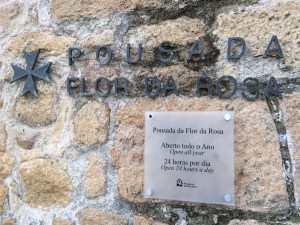 POUSADA
FLOR DA ROSA
Pousada da Flor da Rosa
Aberto todo o Ano
Open all year
24 horas por dia
Open 24 hours a day